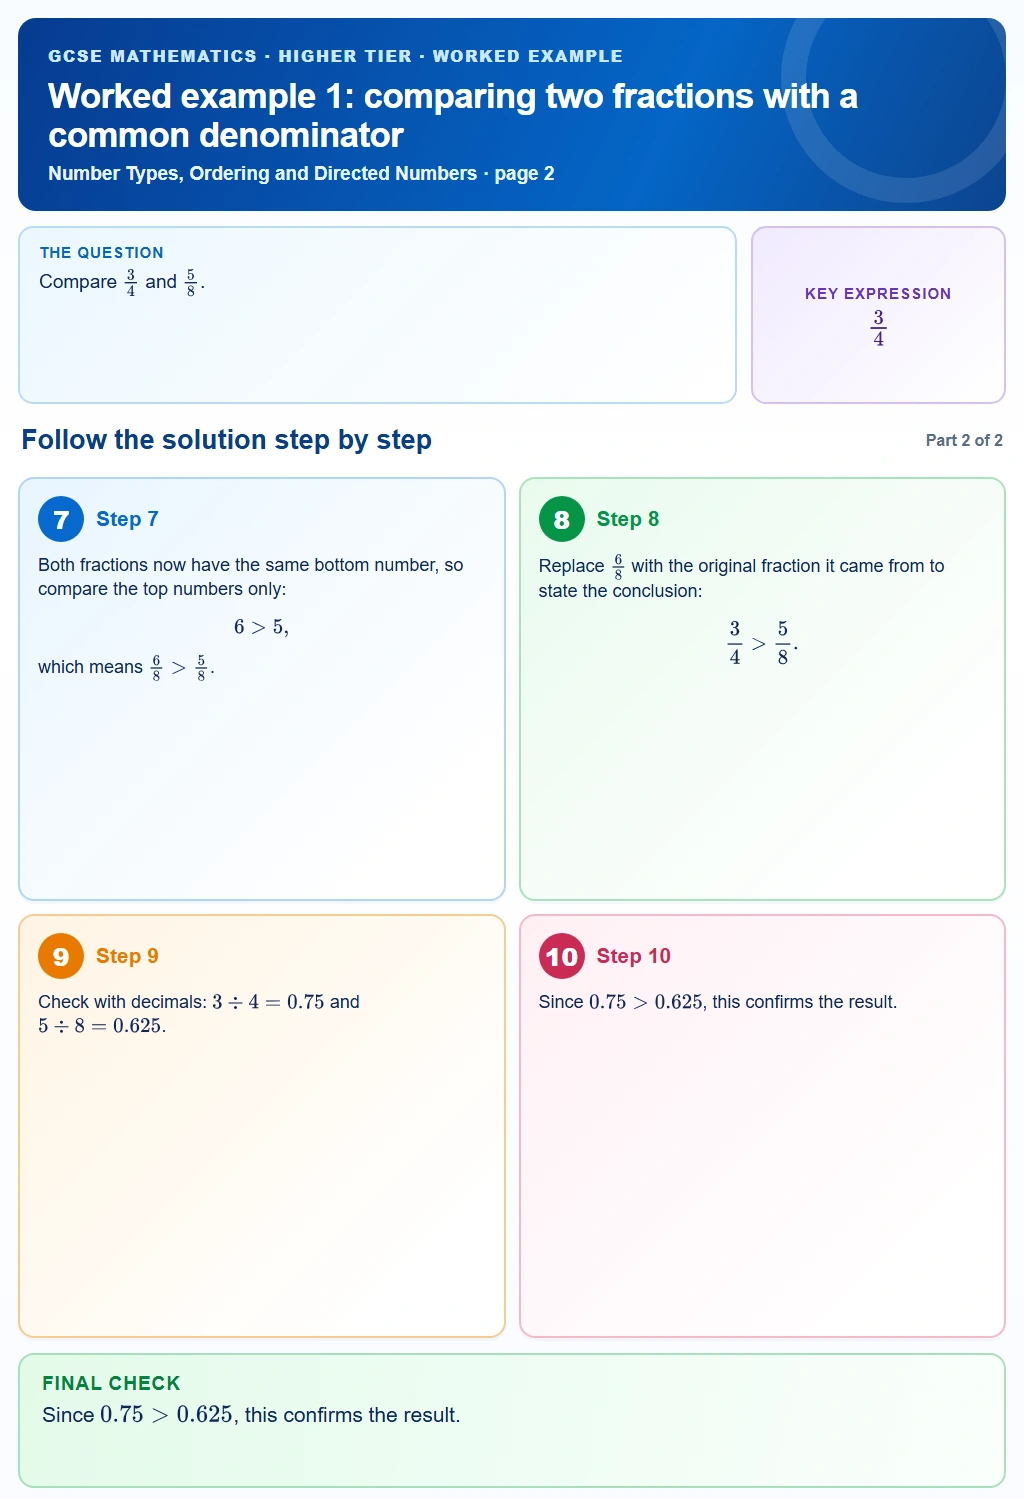 GCSE MATHEMATICS · HIGHER TIER · WORKED EXAMPLE
Worked example 1: comparing two fractions with a
common denominator
Number Types, Ordering and Directed Numbers · page 2
THE QUESTION
Compare 3/4 and 5/8.
KEY EXPRESSION
3/4
Follow the solution step by step
Part 2 of 2
7 Step 7
Both fractions now have the same bottom number, so
compare the top numbers only:
6 > 5,
which means 6/8 > 5/8.
8 Step 8
Replace 6/8 with the original fraction it came from to
state the conclusion:
3/4 > 5/8.
9 Step 9
Check with decimals: 3 ÷ 4 = 0.75 and
5 ÷ 8 = 0.625.
10 Step 10
Since 0.75 > 0.625, this confirms the result.
FINAL CHECK
Since 0.75 > 0.625, this confirms the result.